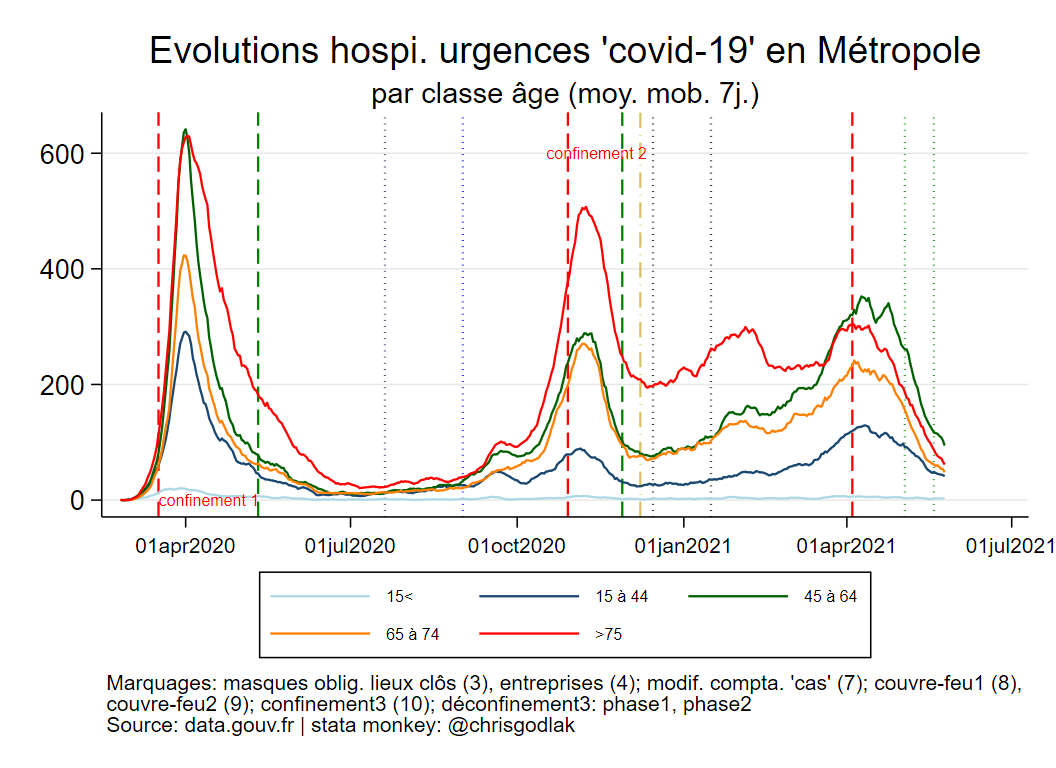 Evolutions hospi. urgences 'covid-19' en Métropole
par classe âge (moy. mob. 7j.)
600
400
200
0
confinement 2
confinement 1
01apr2020
01jul2020
01oct2020
01jan2021
01apr2021
01jul2021
15<
15 à 44
45 à 64
65 à 74
>75
Marquages: masques oblig. lieux clôs (3), entreprises (4); modif. compta. 'cas' (7); couvre-feu1 (8),
couvre-feu2 (9); confinement3 (10); déconfinement3: phase1, phase2
Source: data.gouv.fr | stata monkey: @chrisgodlak